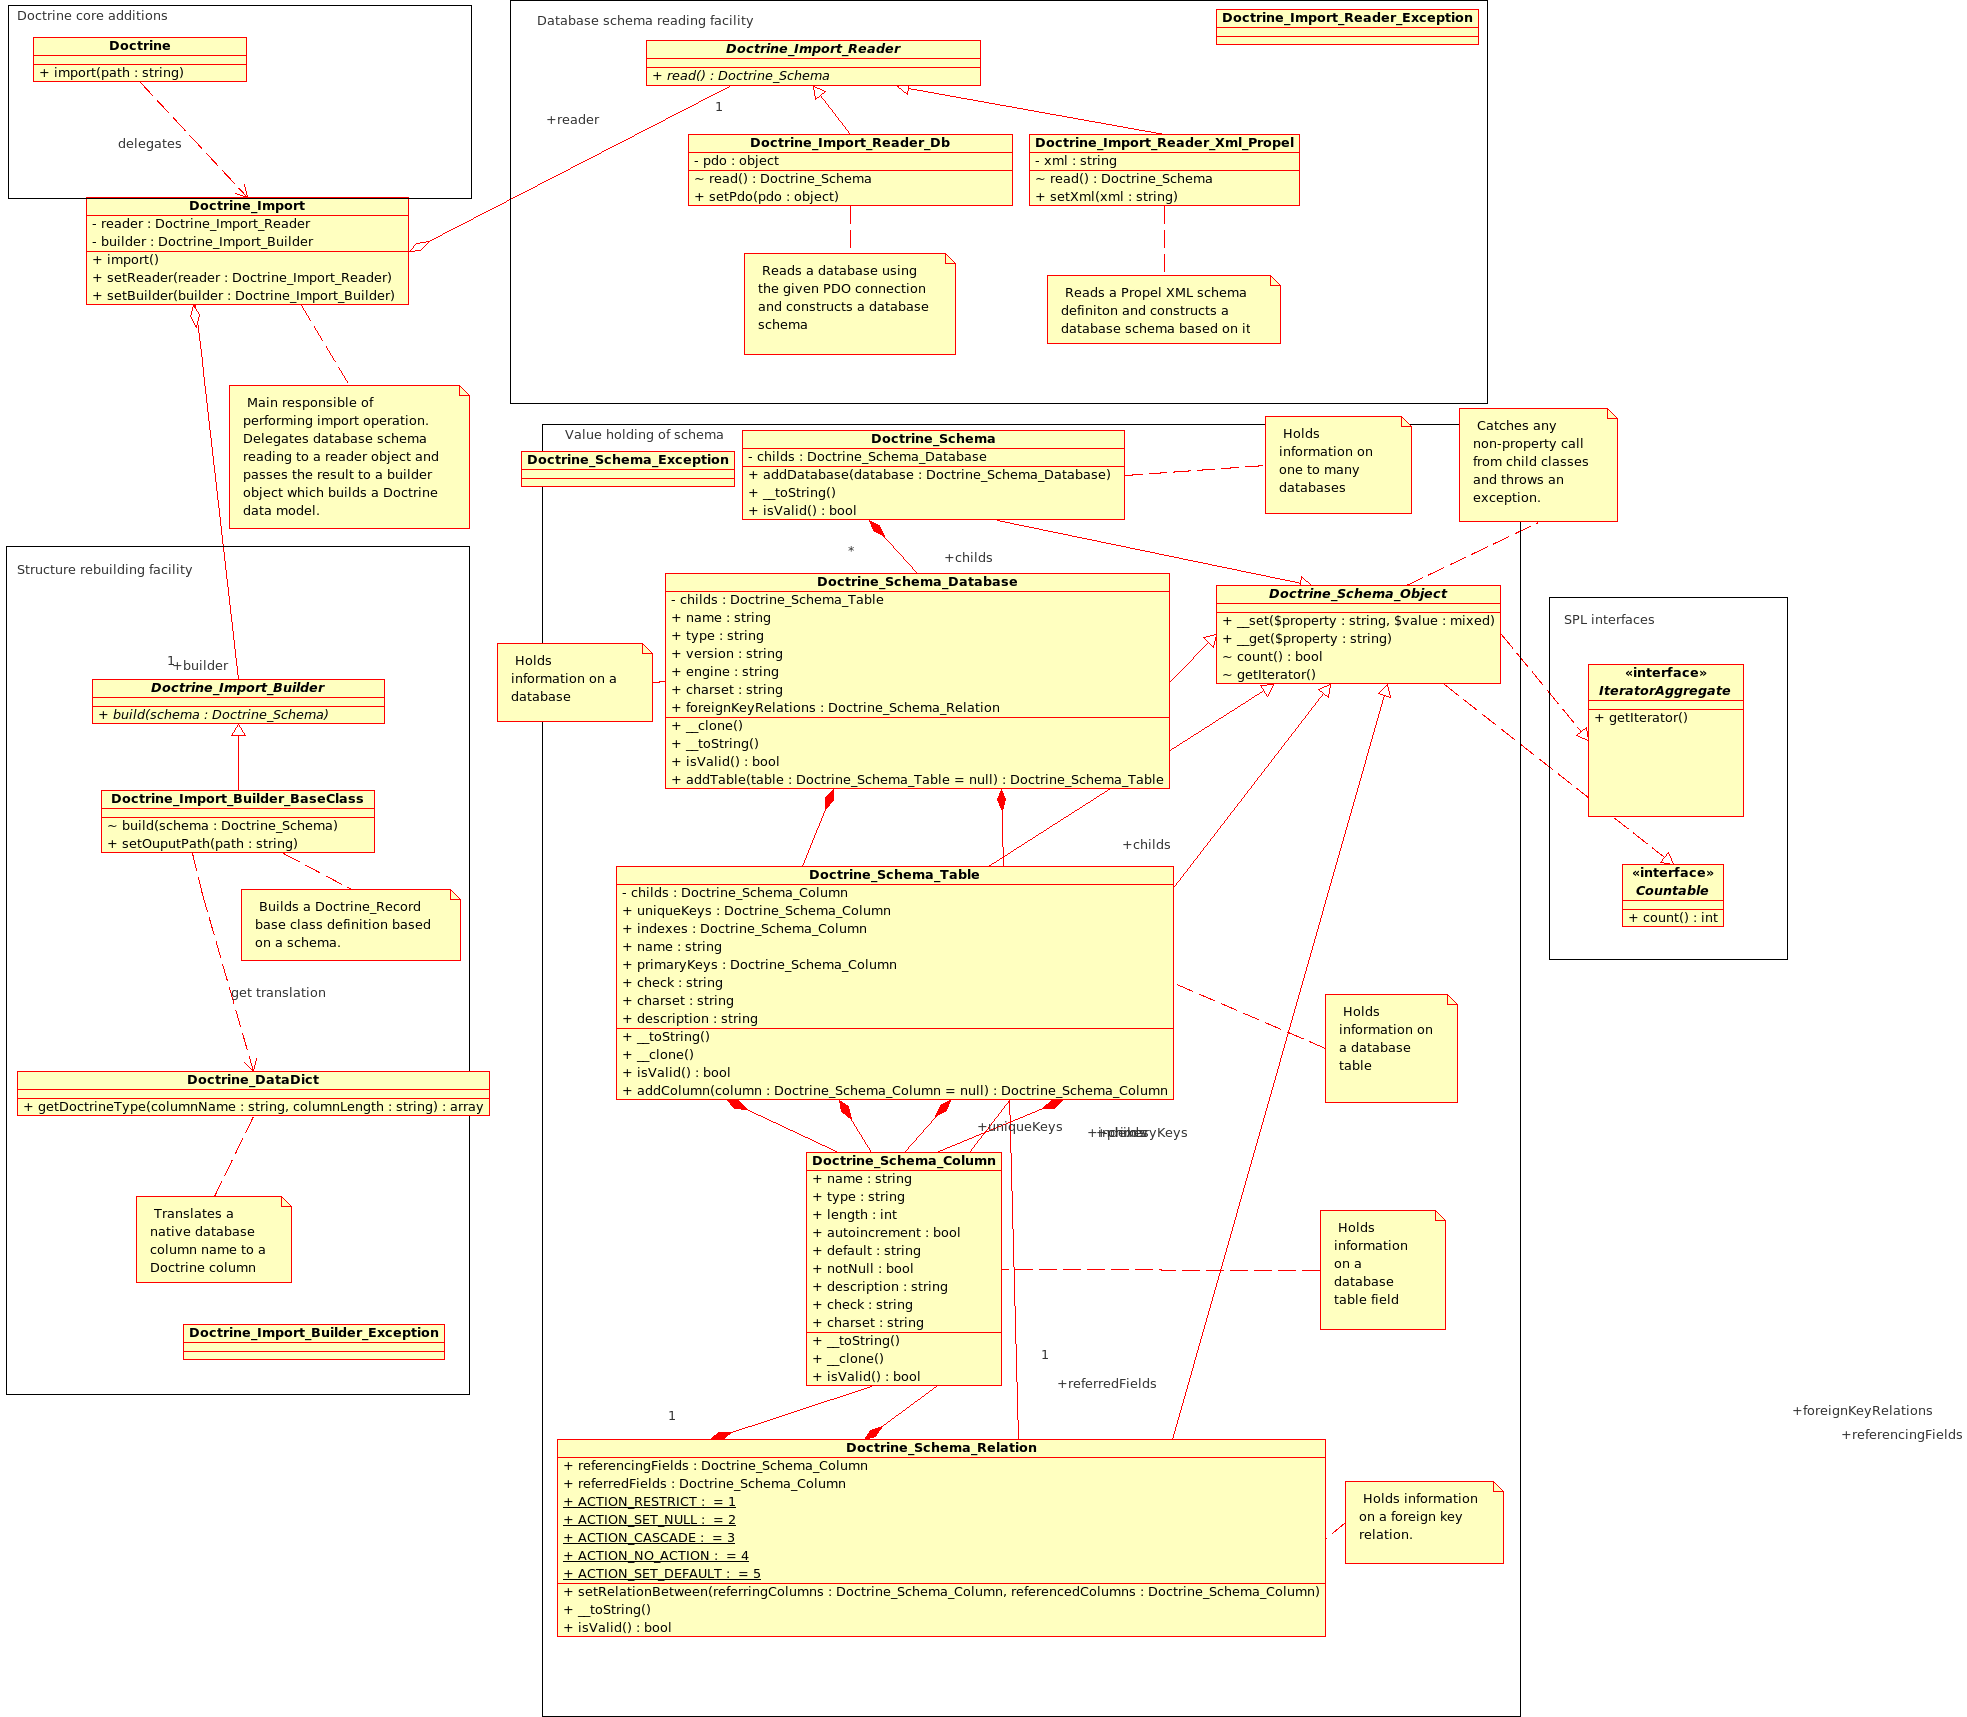 Doctrine core additions
Doctrine
+ import(path : string)
delegates
Doctrine_Import
- reader : Doctrine_Import_Reader
- builder : Doctrine_Import_Builder
+ import()
+ setReader(reader : Doctrine_Import_Reader)
+ setBuilder(builder : Doctrine_Import_Builder)
Main responsible of
performing import operation.
Delegates database schema
reading to a reader object and
passes the result to a builder
object which builds a Doctrine
data model.
Database schema reading facility
Doctrine_Import_Reader_Exception
Doctrine_Import_Reader
+ read() : Doctrine_Schema
1
+reader
Doctrine_Import_Reader_Db
- pdo : object
~ read() : Doctrine_Schema
+ setPdo(pdo : object)
Doctrine_Import_Reader_Xml_Propel
- xml : string
~ read() : Doctrine_Schema
+ setXml(xml : string)
Reads a database using
the given PDO connection
and constructs a database
schema
Reads a Propel XML schema
definiton and constructs a
database schema based on it
Structure rebuilding facility
1
+builder
Doctrine_Import_Builder
+ build(schema : Doctrine_Schema)
Doctrine_Import_Builder_BaseClass
~ build(schema : Doctrine_Schema)
+ setOuputPath(path : string)
Builds a Doctrine_Record
base class definition based
on a schema.
get translation
Doctrine_DataDict
+ getDoctrineType(columnName : string, columnLength : string) : array
Translates a
native database
column name to a
Doctrine column
Doctrine_Import_Builder_Exception
Value holding of schema
Doctrine_Schema_Exception
Doctrine_Schema
- childs : Doctrine_Schema_Database
+ addDatabase(database : Doctrine_Schema_Database)
+ __toString()
+ isValid() : bool
Holds
information on
one to many
databases
Catches any
non-property call
from child classes
and throws an
exception.
*
+childs
Doctrine_Schema_Database
- childs : Doctrine_Schema_Table
+ name : string
+ type : string
+ version : string
+ engine : string
+ charset : string
+ foreignKeyRelations : Doctrine_Schema_Relation
+ __clone()
+ __toString()
+ isValid() : bool
+ addTable(table : Doctrine_Schema_Table = null) : Doctrine_Schema_Table
Holds
information on a
database
Doctrine_Schema_Object
+ __set($property : string, $value : mixed)
+ __get($property : string)
~ count() : bool
~ getIterator()
SPL interfaces
«interface»
IteratorAggregate
+ getIterator()
«interface»
Countable
+ count() : int
+childs
Doctrine_Schema_Table
- childs : Doctrine_Schema_Column
+ uniqueKeys : Doctrine_Schema_Column
+ indexes : Doctrine_Schema_Column
+ name : string
+ primaryKeys : Doctrine_Schema_Column
+ check : string
+ charset : string
+ description : string
+ __toString()
+ __clone()
+ isValid() : bool
+ addColumn(column : Doctrine_Schema_Column = null) : Doctrine_Schema_Column
Holds
information on
a database
table
+uniqueKeys
Doctrine_Schema_Column
+ name : string
+ type : string
+ length : int
+ autoincrement : bool
+ default : string
+ notNull : bool
+ description : string
+ check : string
+ charset : string
+ __toString()
+ __clone()
+ isValid() : bool
Holds
information
on a
database
table field
1
+referredFields
1
+foreignKeyRelations
+referencingFields
Doctrine_Schema_Relation
+ referencingFields : Doctrine_Schema_Column
+ referredFields : Doctrine_Schema_Column
+ ACTION_RESTRICT :  = 1
+ ACTION_SET_NULL :  = 2
+ ACTION_CASCADE :  = 3
+ ACTION_NO_ACTION :  = 4
+ ACTION_SET_DEFAULT :  = 5
+ setRelationBetween(referringColumns : Doctrine_Schema_Column, referencedColumns : Doctrine_Schema_Column)
+ __toString()
+ isValid() : bool
Holds information
on a foreign key
relation.